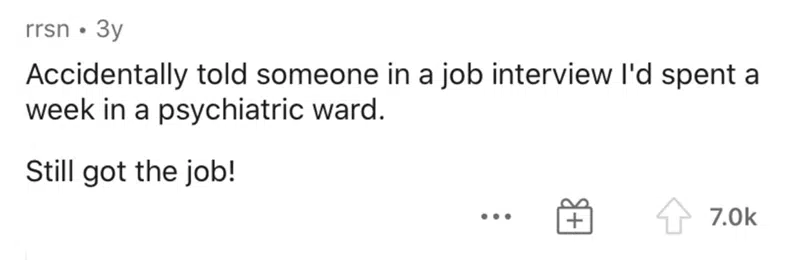 rrsn • 3y
Accidentally told someone in a job interview I'd spent a
week in a psychiatric ward.
Still got the job!
... 7.0k